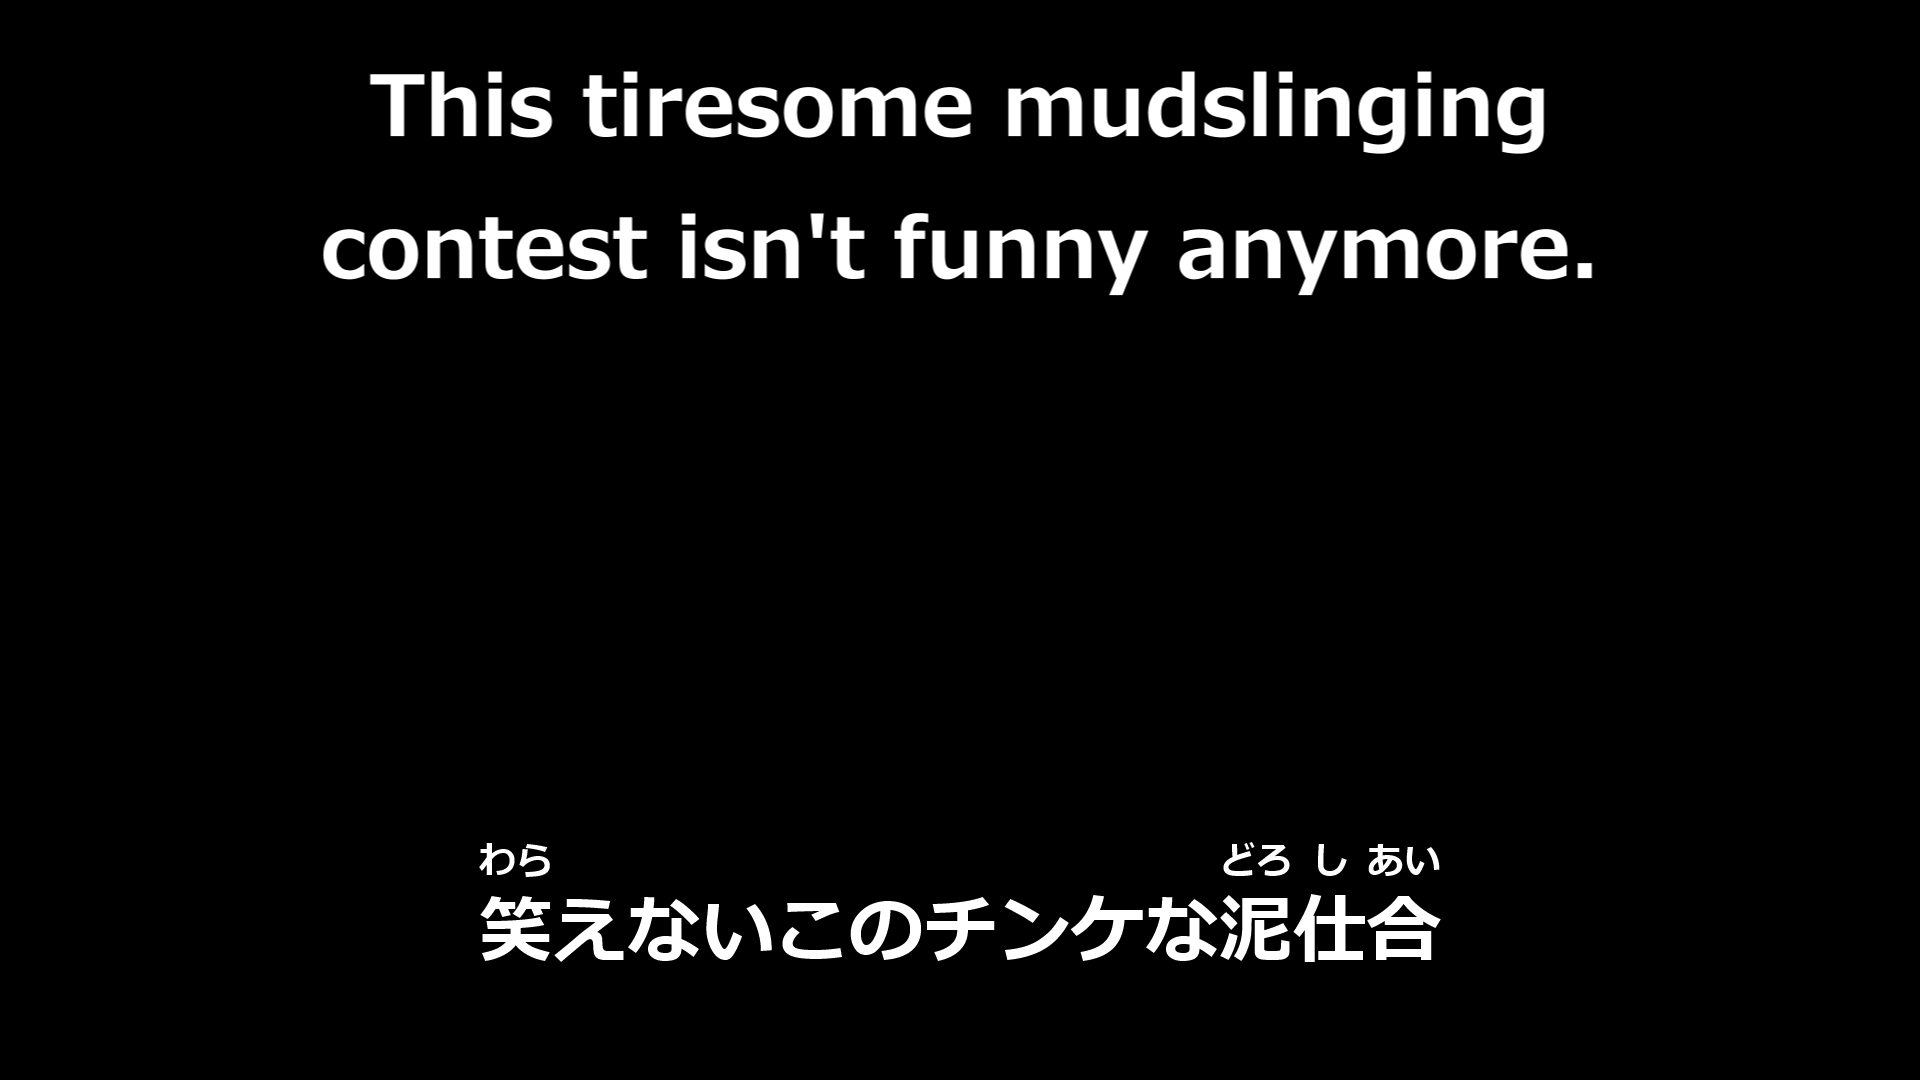 This tiresome mudslinging
contest isn't funny anymore.
わら どろ し あい
笑えないこのチンケな泥仕合